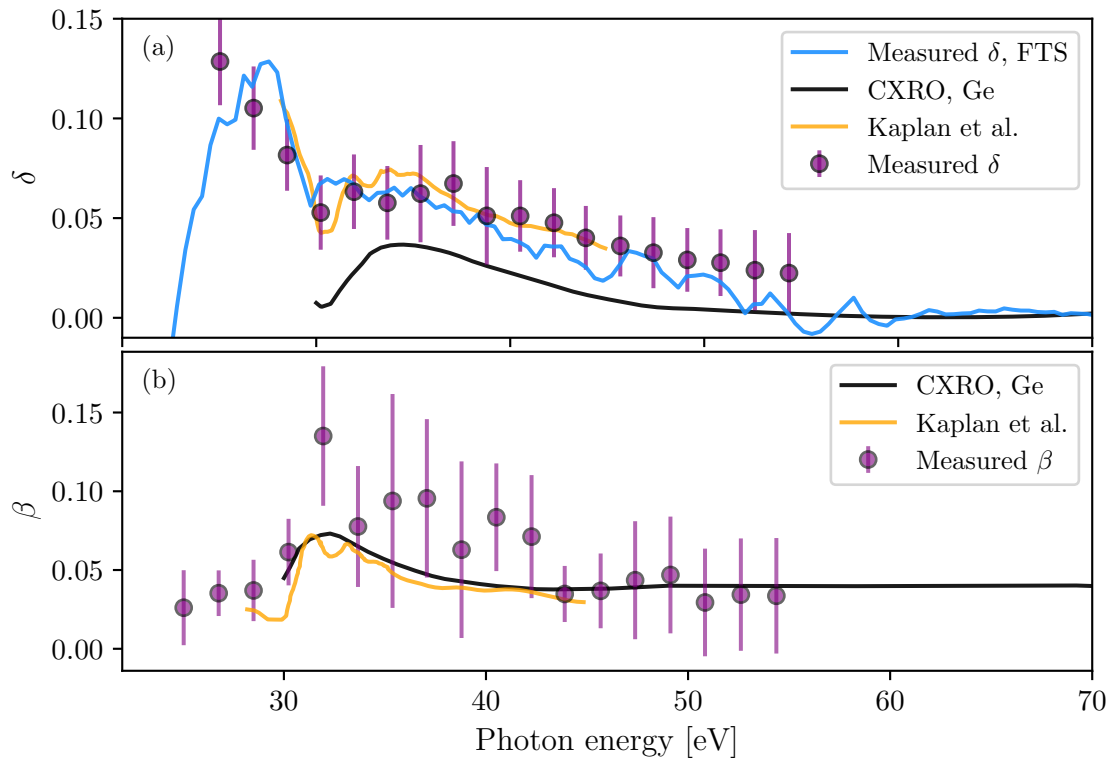 0.15
0.10
0.05
0.00
δ
(a)
Measured δ, FTS
CXRO, Ge
Kaplan et al.
Measured δ
0.15
0.10
0.05
0.00
β
(b)
CXRO, Ge
Kaplan et al.
Measured β
30 40 50 60 70
Photon energy [eV]